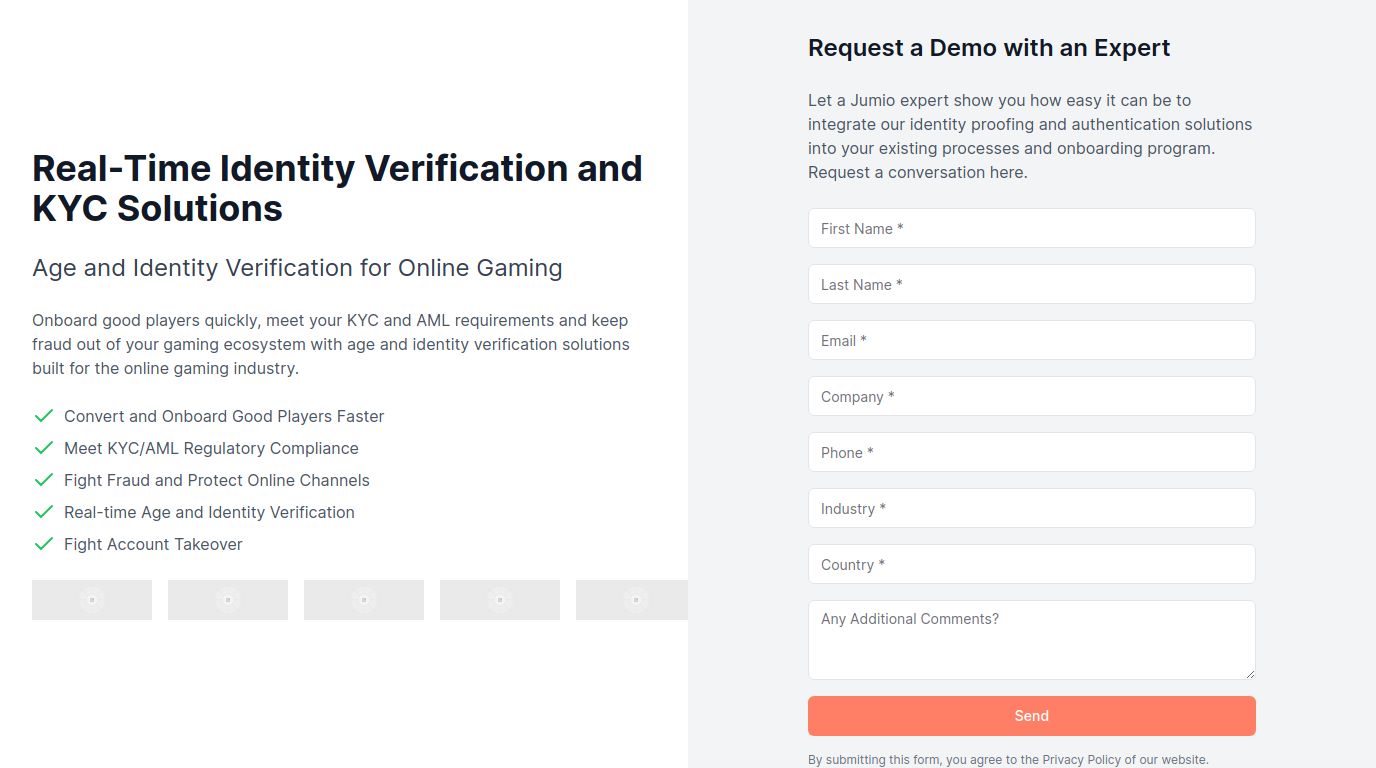 Real-Time Identity Verification and
KYC Solutions
Age and Identity Verification for Online Gaming
Onboard good players quickly, meet your KYC and AML requirements and keep
fraud out of your gaming ecosystem with age and identity verification solutions
built for the online gaming industry.
Convert and Onboard Good Players Faster
Meet KYC/AML Regulatory Compliance
Fight Fraud and Protect Online Channels
Real-time Age and Identity Verification
Fight Account Takeover
Request a Demo with an Expert
Let a Jumio expert show you how easy it can be to
integrate our identity proofing and authentication solutions
into your existing processes and onboarding program.
Request a conversation here.
First Name *
Last Name *
Email *
Company *
Phone *
Industry *
Country *
Any Additional Comments?
Send
By submitting this form, you agree to the Privacy Policy of our website.